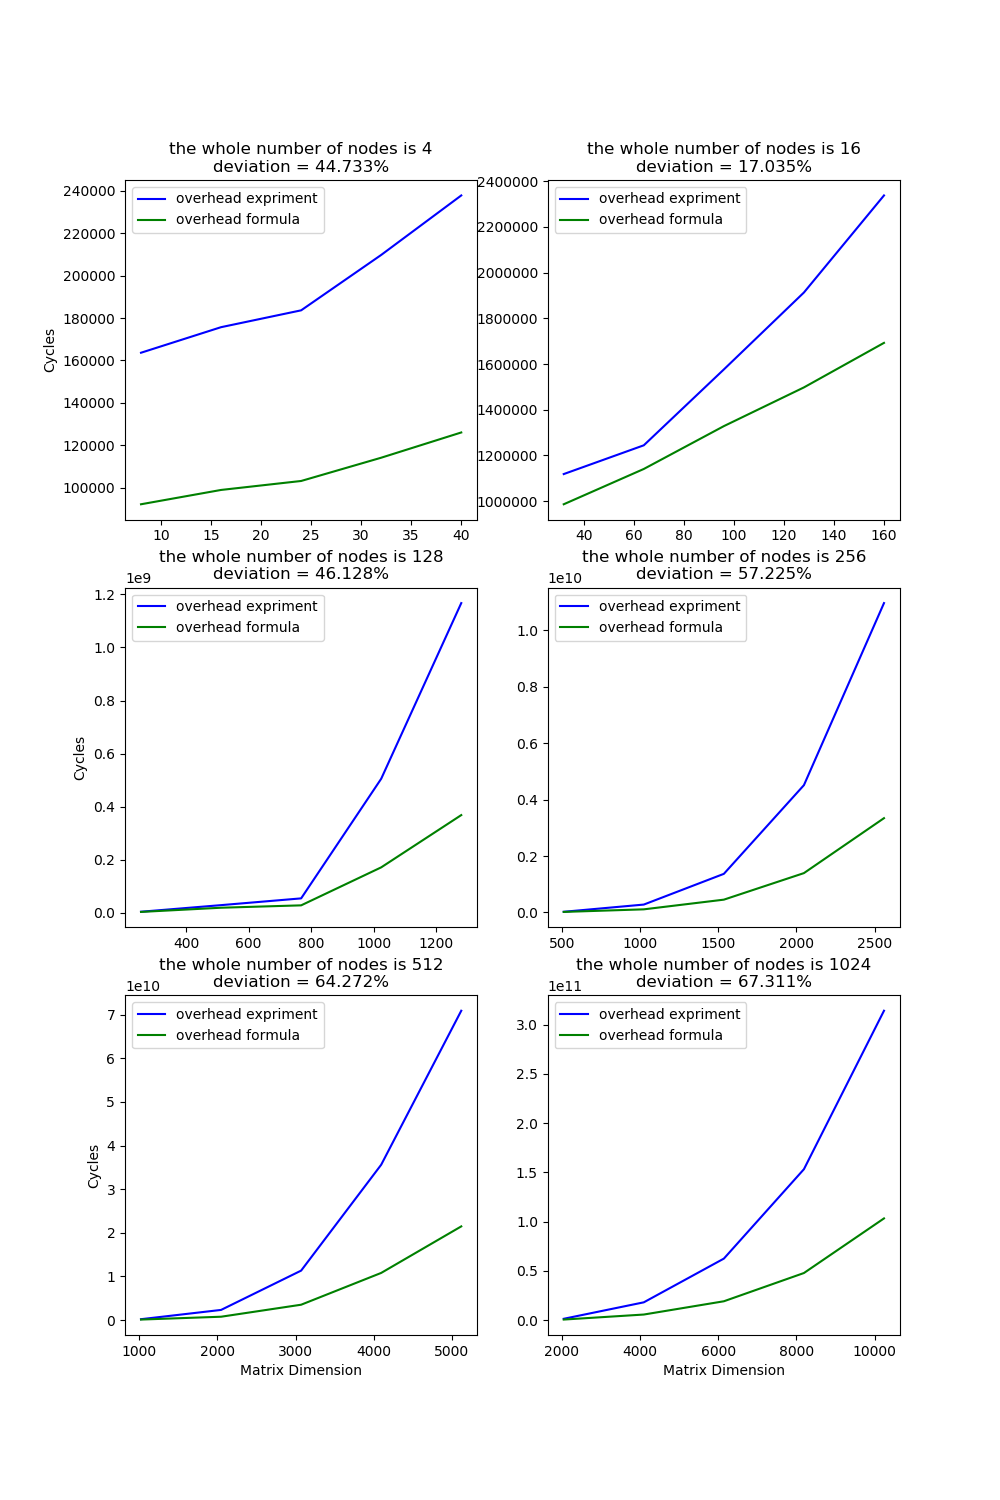 the whole number of nodes is 4
deviation = 44.733%
overhead expriment
overhead formula
240000
220000
200000
180000
160000
140000
120000
100000
Cycles
10 15 20 25 30 35 40
the whole number of nodes is 16
deviation = 17.035%
overhead expriment
overhead formula
2400000
2200000
2000000
1800000
1600000
1400000
1200000
1000000
40 60 80 100 120 140 160
the whole number of nodes is 128
deviation = 46.128%
1e9
overhead expriment
overhead formula
1.2
1.0
0.8
0.6
0.4
0.2
0.0
Cycles
400 600 800 1000 1200
the whole number of nodes is 256
deviation = 57.225%
1e10
overhead expriment
overhead formula
1.0
0.8
0.6
0.4
0.2
0.0
500 1000 1500 2000 2500
the whole number of nodes is 512
deviation = 64.272%
1e10
overhead expriment
overhead formula
7
6
5
4
3
2
1
0
Cycles
1000 2000 3000 4000 5000
Matrix Dimension
the whole number of nodes is 1024
deviation = 67.311%
1e11
overhead expriment
overhead formula
3.0
2.5
2.0
1.5
1.0
0.5
0.0
2000 4000 6000 8000 10000
Matrix Dimension